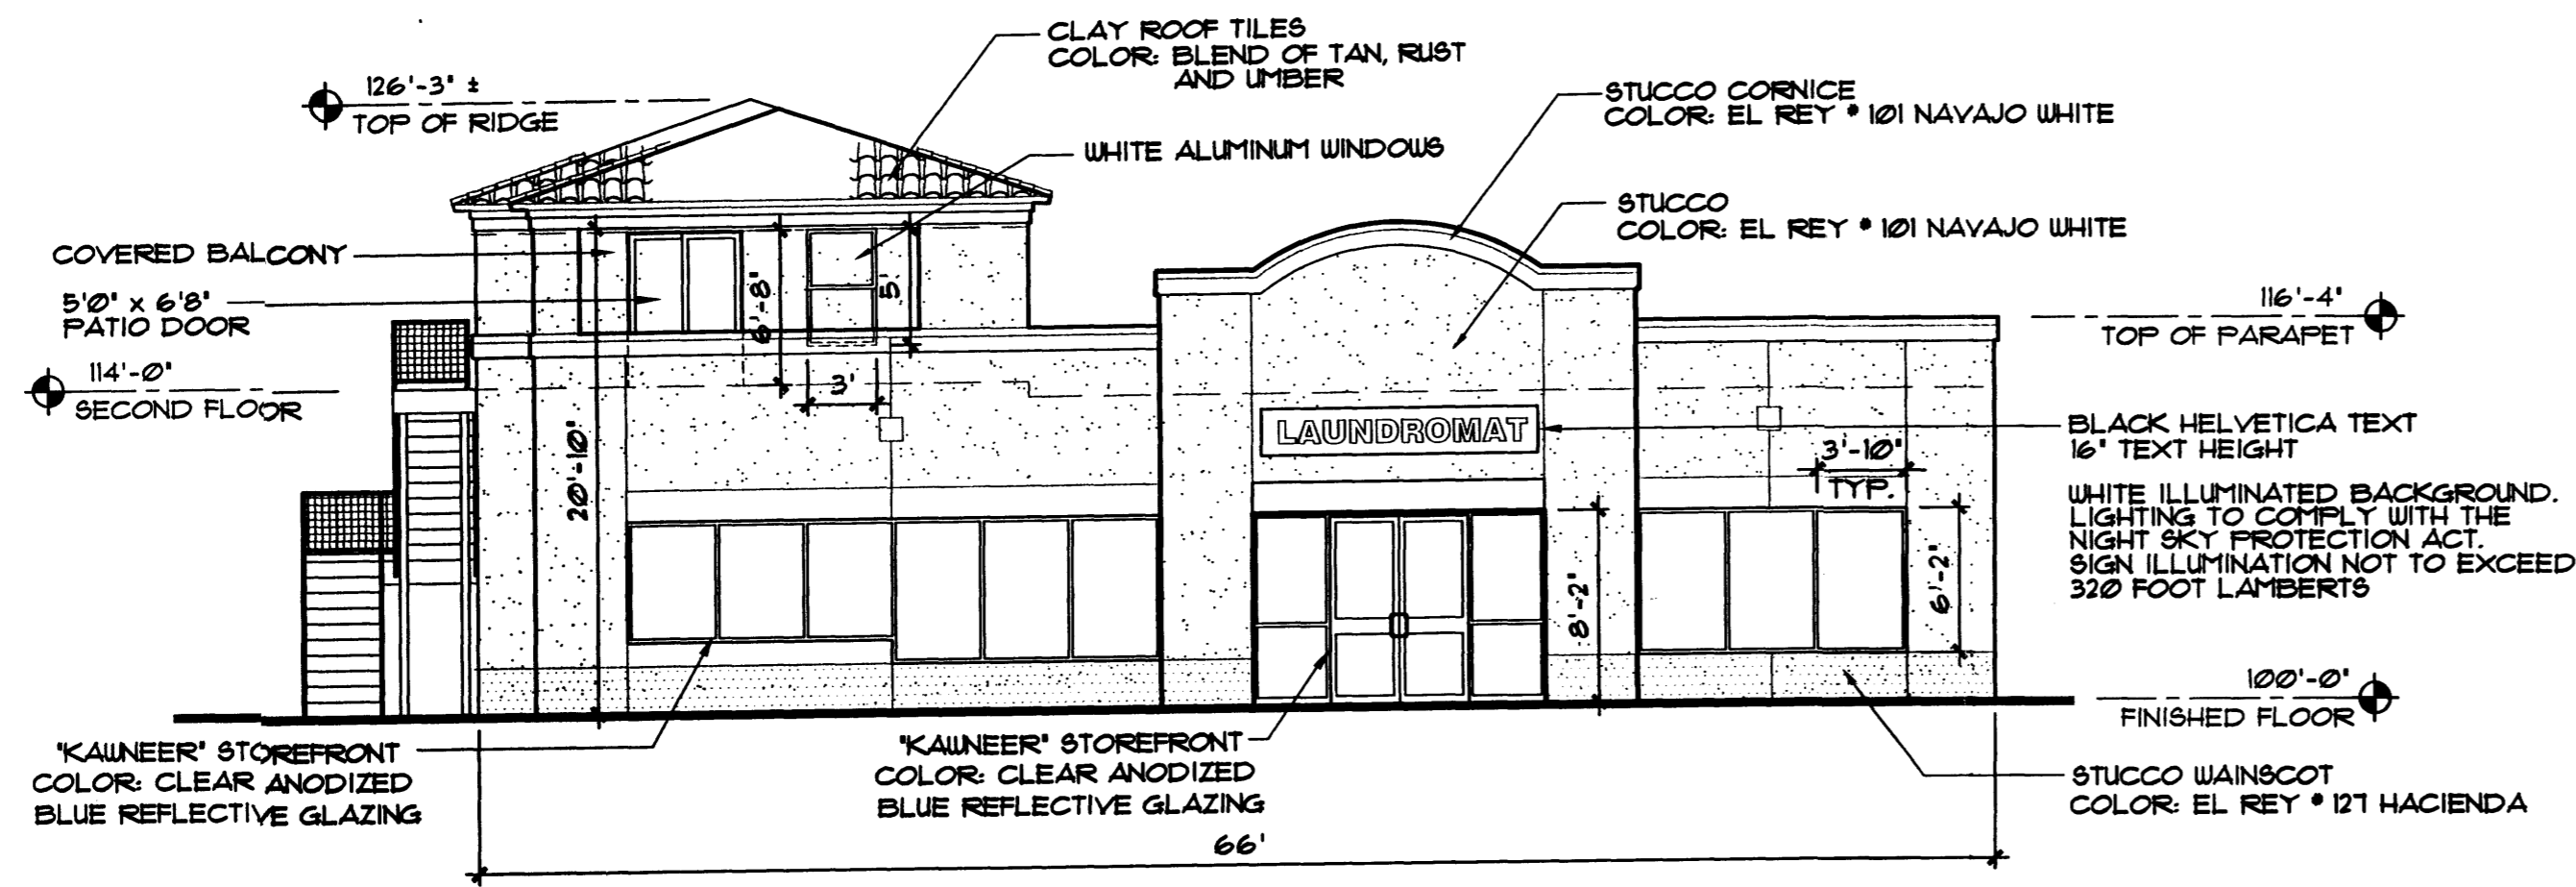 CLAY ROOF TILES
COLOR: BLEND OF TAN, RUST
AND UMBER
126'-3" ±
TOP OF RIDGE
STUCCO CORNICE
COLOR: EL REY # 101 NAVAJO WHITE
WHITE ALUMINUM WINDOWS
STUCCO
COLOR: EL REY # 101 NAVAJO WHITE
COVERED BALCONY
5'0" x 6'8"
PATIO DOOR
6'-8"
5'
116'-4"
TOP OF PARAPET
114'-0"
SECOND FLOOR
3'
20'-10"
LAUNDROMAT
BLACK HELVETICA TEXT
16" TEXT HEIGHT
3'-10"
TYP.
WHITE ILLUMINATED BACKGROUND.
LIGHTING TO COMPLY WITH THE
NIGHT SKY PROTECTION ACT.
SIGN ILLUMINATION NOT TO EXCEED
320 FOOT LAMBERTS
8'-2"
6'-2"
100'-0"
FINISHED FLOOR
"KAWNEER" STOREFRONT
COLOR: CLEAR ANODIZED
BLUE REFLECTIVE GLAZING
"KAWNEER" STOREFRONT
COLOR: CLEAR ANODIZED
BLUE REFLECTIVE GLAZING
STUCCO WAINSCOT
COLOR: EL REY # 127 HACIENDA
66'